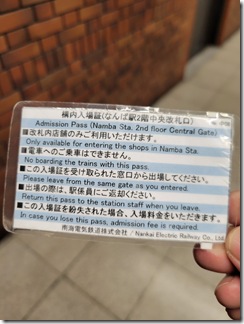 構内入場証(なんば駅2階中央改札口)
Admission Pass (Namba Sta. 2nd floor Central Gate)
■改札内店舗のみご利用いただけます。
Only available for entering the shops in Namba Sta.
■電車へのご乗車はできません。
No boarding the trains with this pass.
■この入場証を受け取られた窓口から出場してください。
Please leave from the same gate as you entered.
■出場の際は、駅係員にご返却ください。
Return this pass to the station staff when you leave.
■この入場証を紛失された場合、入場料金をいただきます。
In case you lose this pass, admission fee is required.
南海電気鉄道株式会社 / Nankai Electric Railway Co., Ltd.